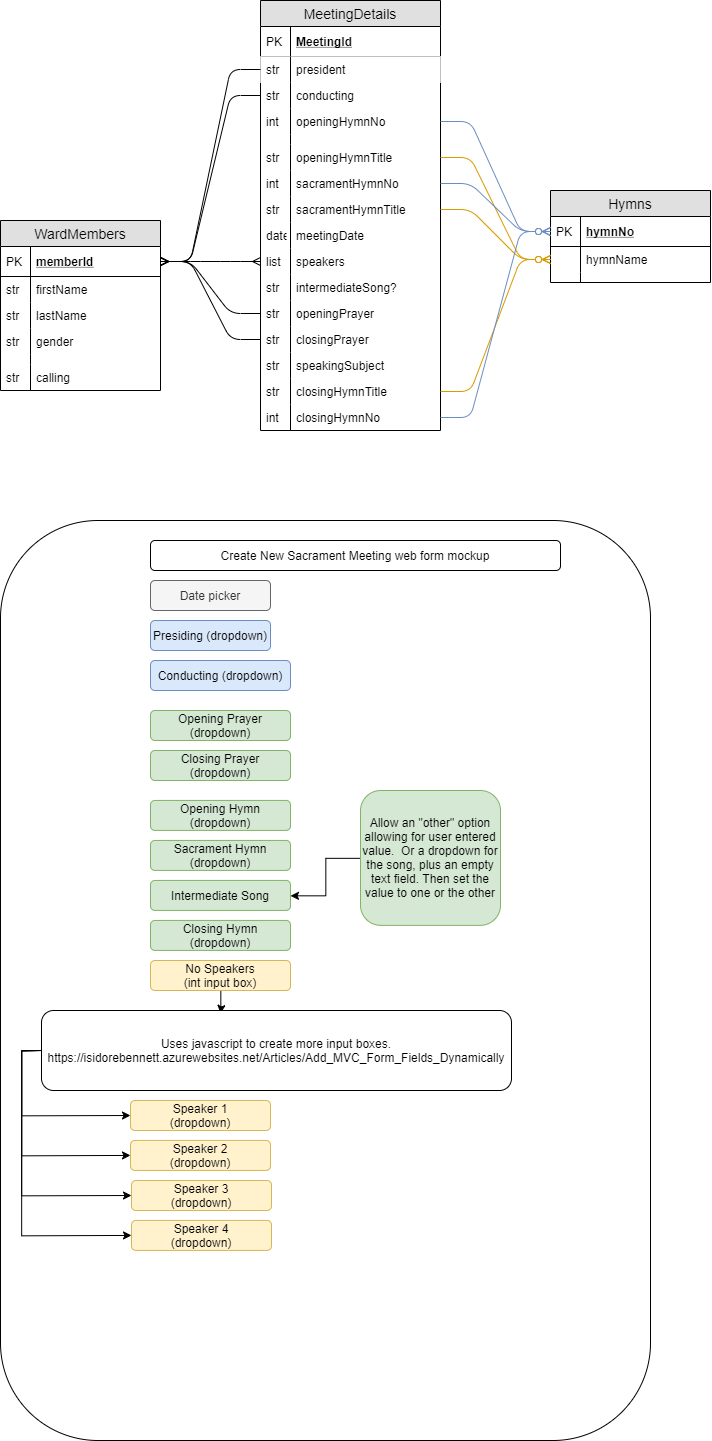 MeetingDetails
PK MeetingId
str president
str conducting
int openingHymnNo
str openingHymnTitle
int sacramentHymnNo
str sacramentHymnTitle
date meetingDate
list speakers
str intermediateSong?
str openingPrayer
str closingPrayer
str speakingSubject
str closingHymnTitle
int closingHymnNo
WardMembers
PK memberId
str firstName
str lastName
str gender
str calling
Hymns
PK hymnNo
hymnName
Create New Sacrament Meeting web form mockup
Date picker
Presiding (dropdown)
Conducting (dropdown)
Opening Prayer
(dropdown)
Closing Prayer
(dropdown)
Opening Hymn
(dropdown)
Sacrament Hymn
(dropdown)
Intermediate Song
Closing Hymn
(dropdown)
Allow an "other" option
allowing for user entered
value. Or a dropdown for
the song, plus an empty
text field. Then set the
value to one or the other
No Speakers
(int input box)
Uses javascript to create more input boxes.
https://isidorebennett.azurewebsites.net/Articles/Add_MVC_Form_Fields_Dynamically
Speaker 1
(dropdown)
Speaker 2
(dropdown)
Speaker 3
(dropdown)
Speaker 4
(dropdown)